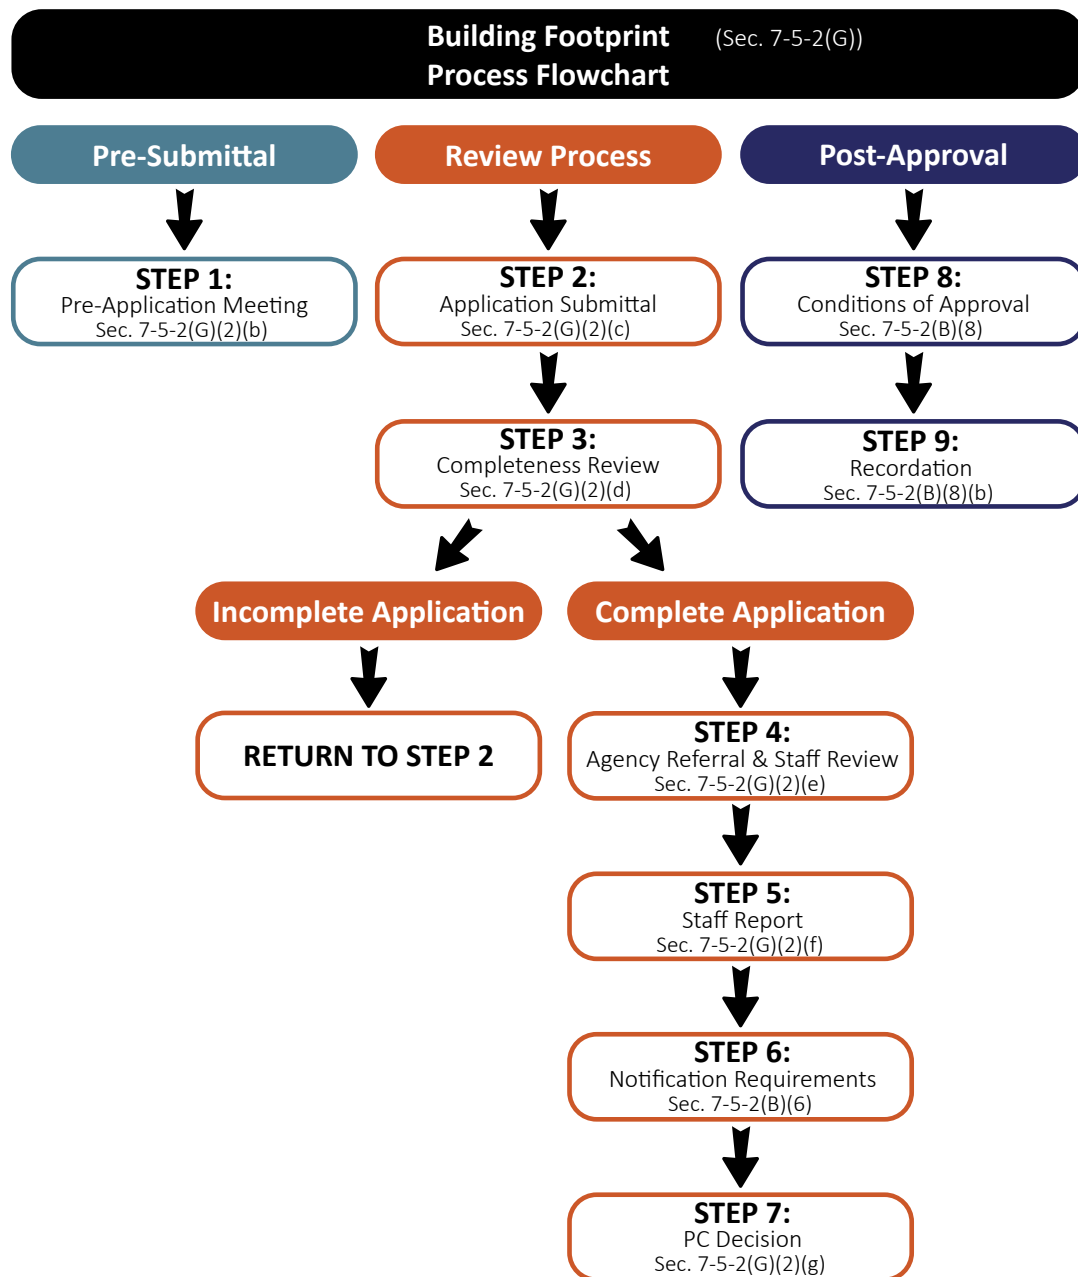 Building Footprint (Sec. 7-5-2(G))
Process Flowchart
Pre-Submittal
Review Process
Post-Approval
STEP 1:
Pre-Application Meeting
Sec. 7-5-2(G)(2)(b)
STEP 2:
Application Submittal
Sec. 7-5-2(G)(2)(c)
STEP 8:
Conditions of Approval
Sec. 7-5-2(B)(8)
STEP 3:
Completeness Review
Sec. 7-5-2(G)(2)(d)
STEP 9:
Recordation
Sec. 7-5-2(B)(8)(b)
Incomplete Application
Complete Application
RETURN TO STEP 2
STEP 4:
Agency Referral & Staff Review
Sec. 7-5-2(G)(2)(e)
STEP 5:
Staff Report
Sec. 7-5-2(G)(2)(f)
STEP 6:
Notification Requirements
Sec. 7-5-2(B)(6)
STEP 7:
PC Decision
Sec. 7-5-2(G)(2)(g)